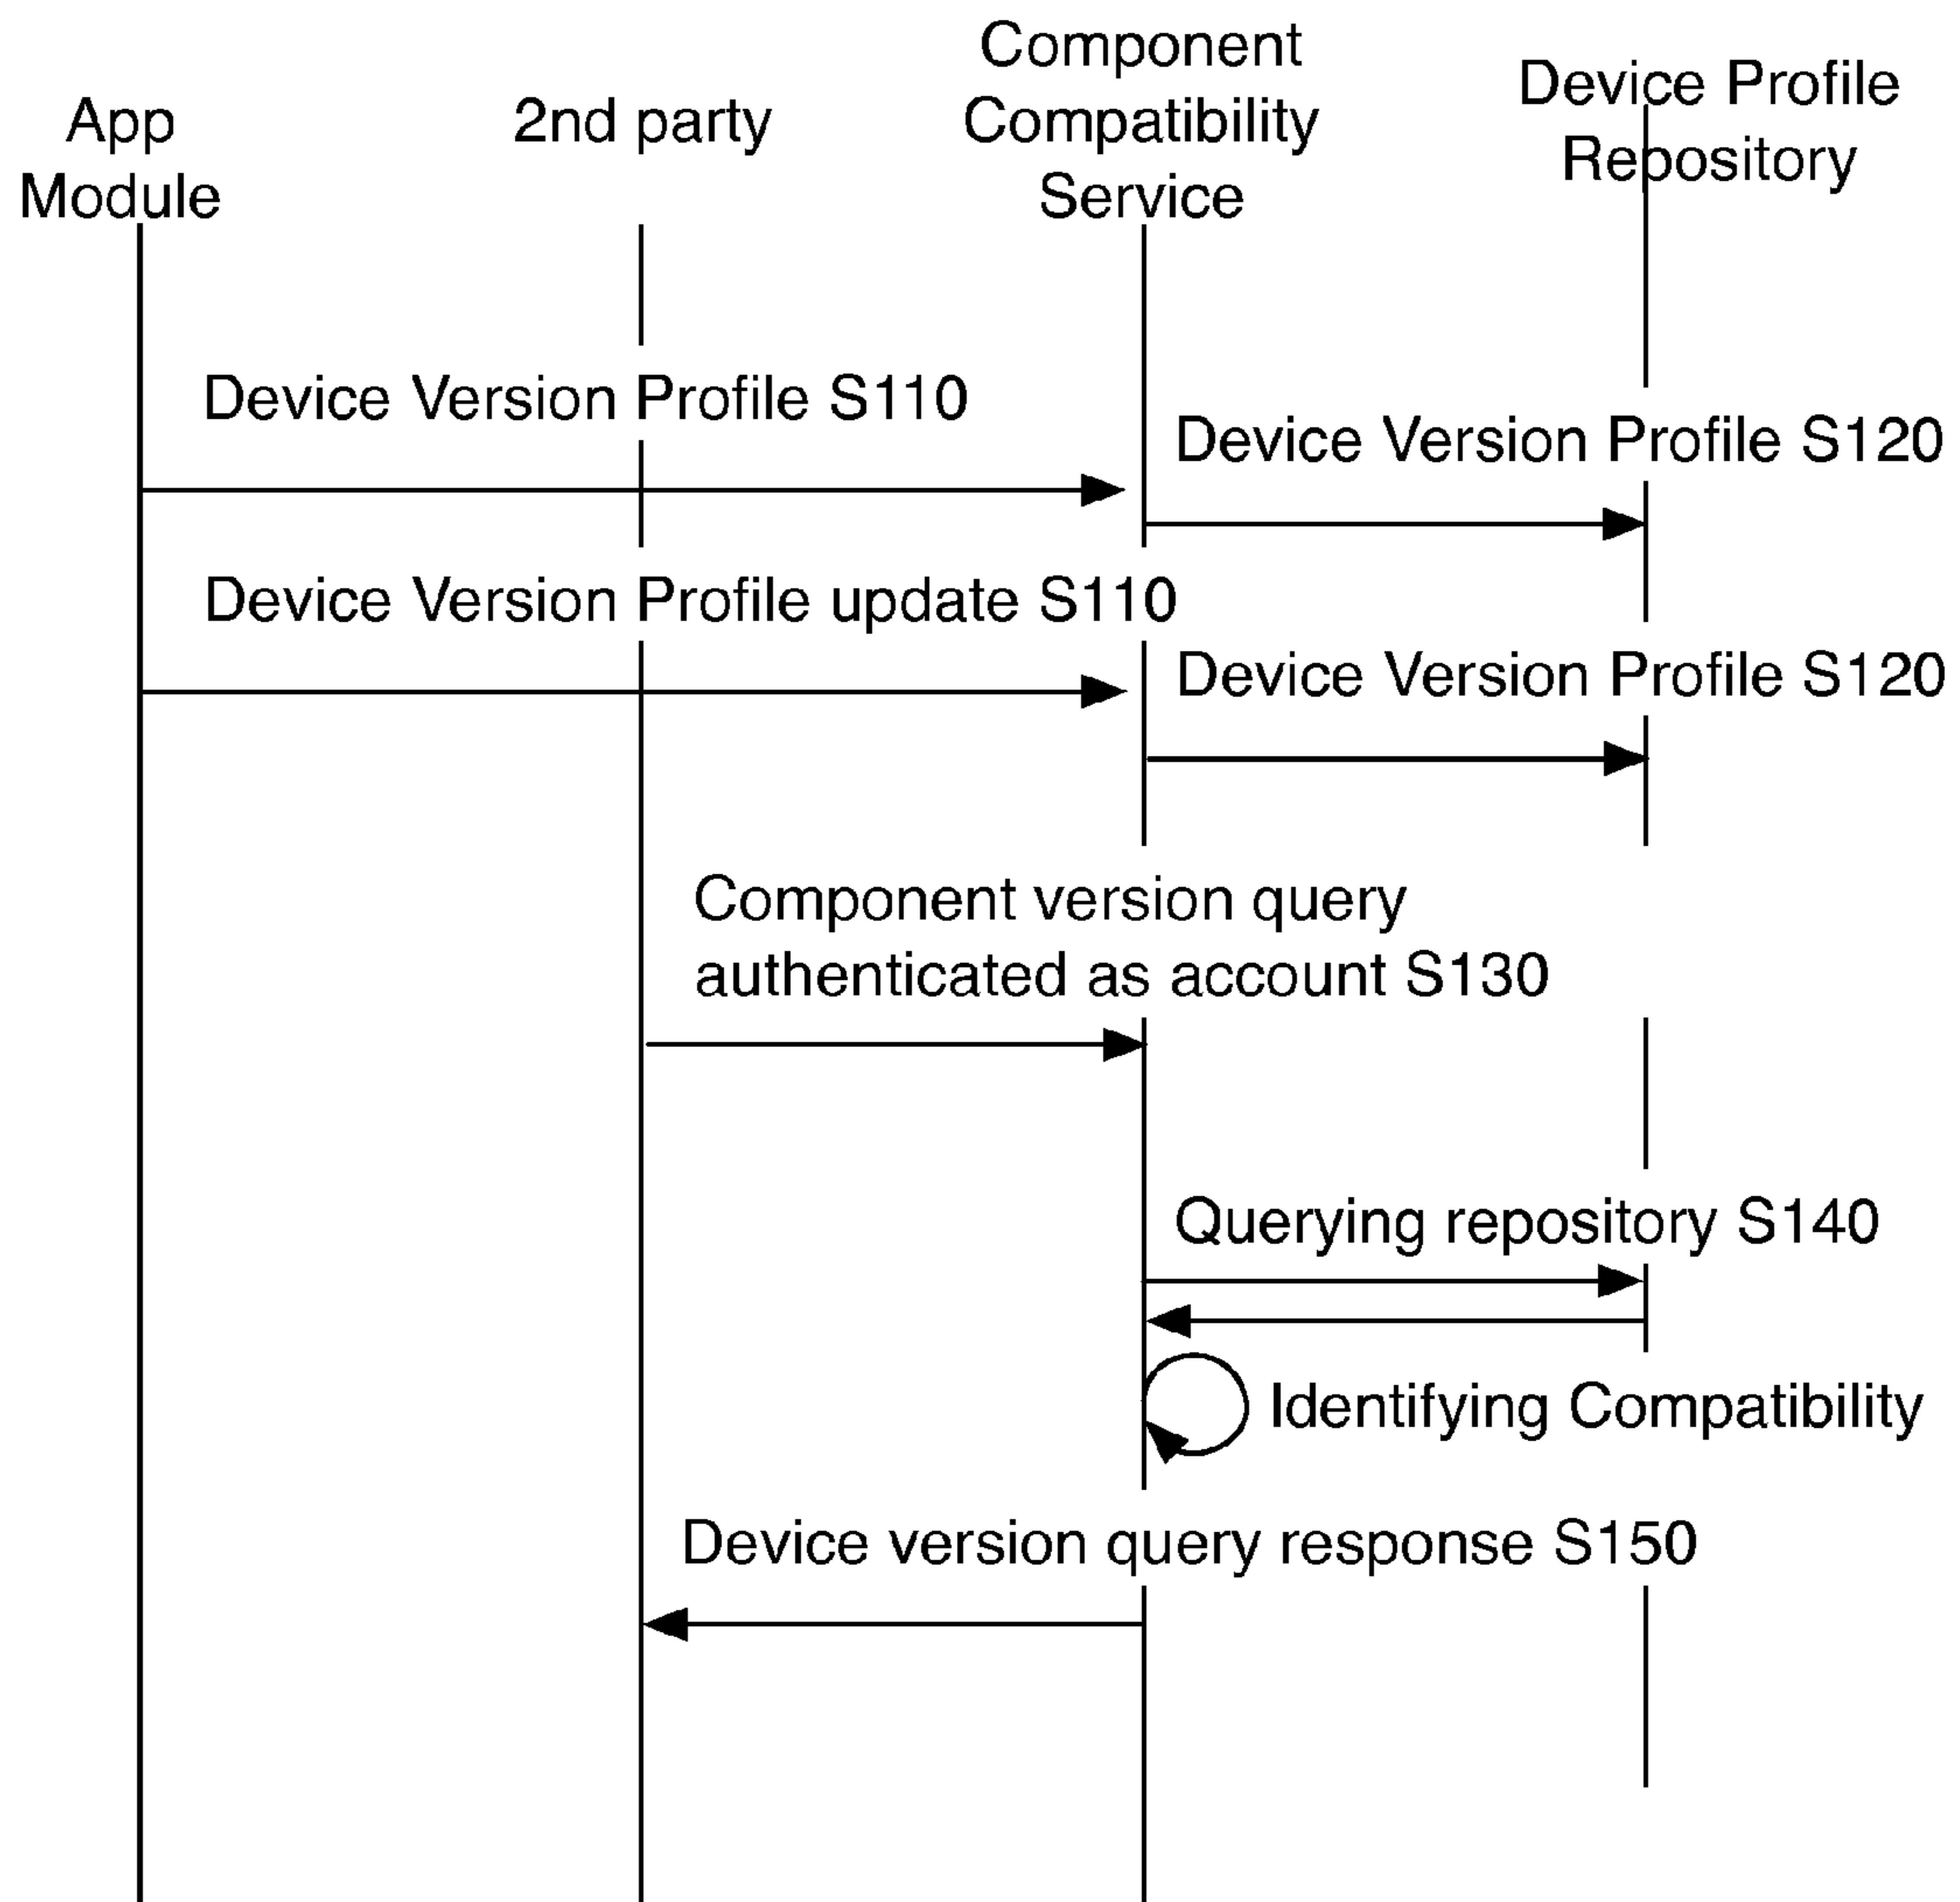 App
Module
2nd party
Component
Compatibility
Service
Device Profile
Repository
Device Version Profile S110
Device Version Profile S120
Device Version Profile update S110
Device Version Profile S120
Component version query
authenticated as account S130
Querying repository S140
Identifying Compatibility
Device version query response S150